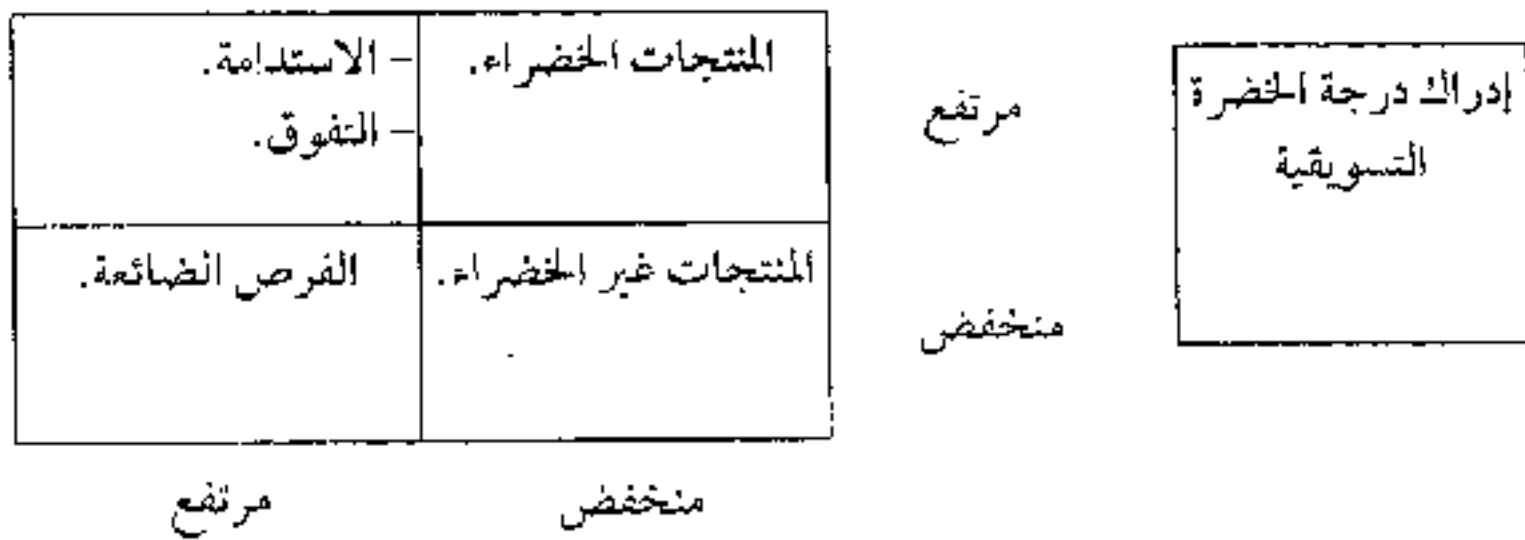 إدراك درجة الخضرة
التسويقية
مرتفع
منخفض
المنتجات الخضراء.
– الاستدامة.
– التفوق.
المنتجات غير الخضراء.
الفرص الضائعة.
منخفض
مرتفع